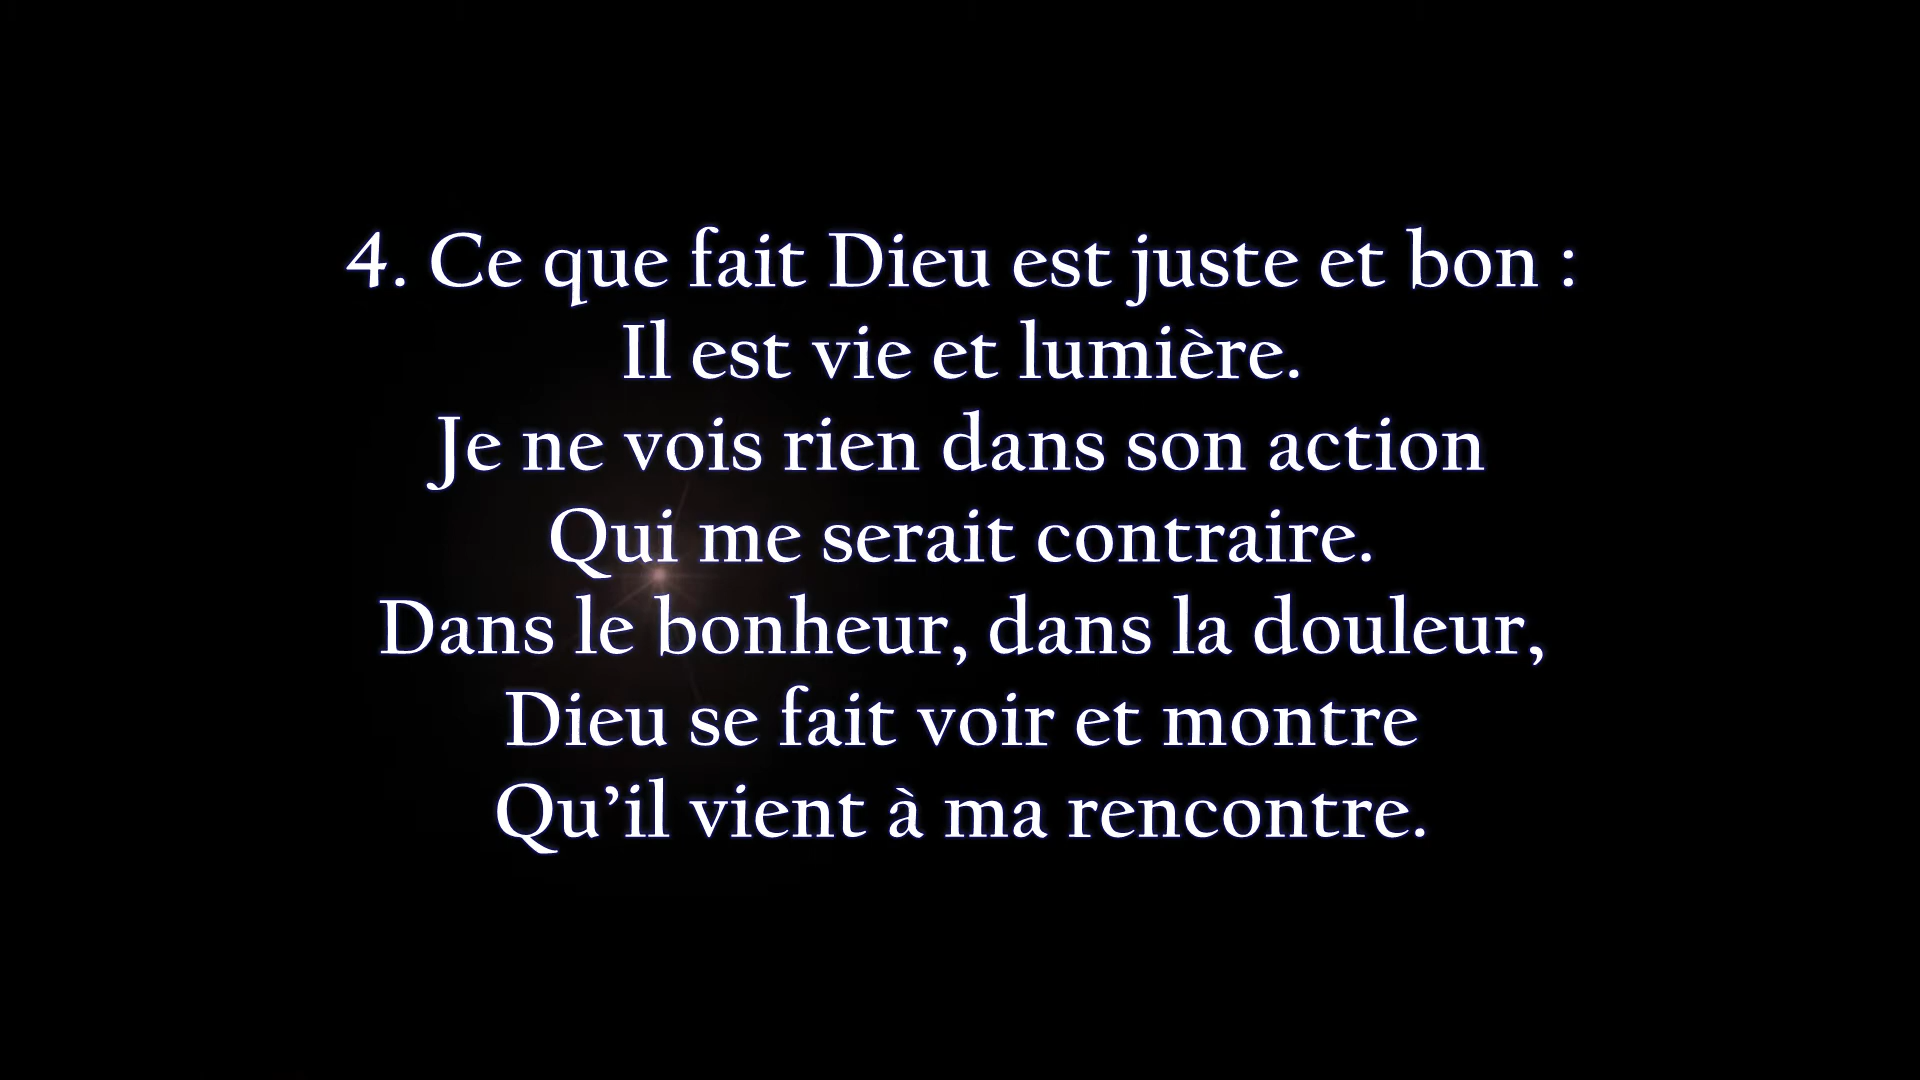 4. Ce que fait Dieu est juste et bon :
Il est vie et lumière.
Je ne vois rien dans son action
Qui me serait contraire.
Dans le bonheur, dans la douleur,
Dieu se fait voir et montre
Qu’il vient à ma rencontre.